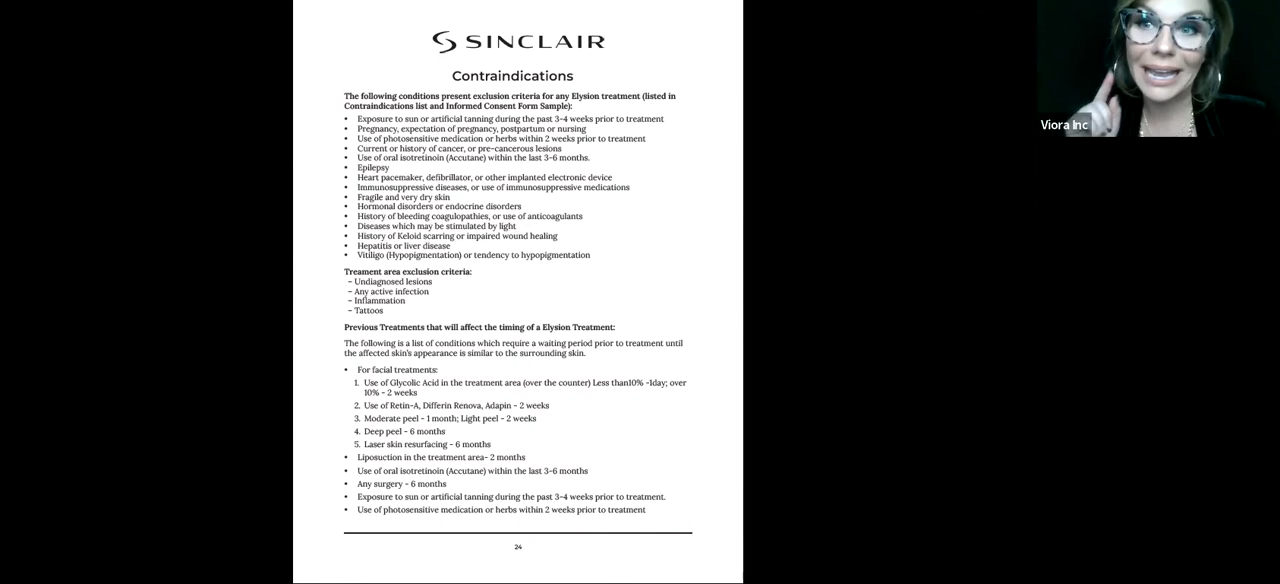 SINCLAIR
Contraindications
The following conditions present exclusion criteria for any Elysion treatment (listed in
Contraindications list and Informed Consent Form Sample):
• Exposure to sun or artificial tanning during the past 3-4 weeks prior to treatment
• Pregnancy, expectation of pregnancy, postpartum or nursing
• Use of photosensitive medication or herbs within 2 weeks prior to treatment
• Current or history of cancer, or pre-cancerous lesions
• Use of oral isotretinoin (Accutane) within the last 3-6 months.
• Epilepsy
• Heart pacemaker, defibrillator, or other implanted electronic device
• Immunosuppressive diseases, or use of immunosuppressive medications
• Fragile and very dry skin
• Hormonal disorders or endocrine disorders
• History of bleeding coagulopathies, or use of anticoagulants
• Diseases which may be stimulated by light
• History of Keloid scarring or impaired wound healing
• Hepatitis or liver disease
• Vitiligo (Hypopigmentation) or tendency to hypopigmentation
Treament area exclusion criteria:
– Undiagnosed lesions
– Any active infection
– Inflammation
– Tattoos
Previous Treatments that will affect the timing of a Elysion Treatment:
The following is a list of conditions which require a waiting period prior to treatment until
the affected skin's appearance is similar to the surrounding skin.
• For facial treatments:
1. Use of Glycolic Acid in the treatment area (over the counter) Less than10% -1day; over
10% - 2 weeks
2. Use of Retin-A, Differin Renova, Adapin - 2 weeks
3. Moderate peel - 1 month; Light peel - 2 weeks
4. Deep peel - 6 months
5. Laser skin resurfacing - 6 months
• Liposuction in the treatment area- 2 months
• Use of oral isotretinoin (Accutane) within the last 3-6 months
• Any surgery - 6 months
• Exposure to sun or artificial tanning during the past 3-4 weeks prior to treatment.
• Use of photosensitive medication or herbs within 2 weeks prior to treatment
24
Viora Inc